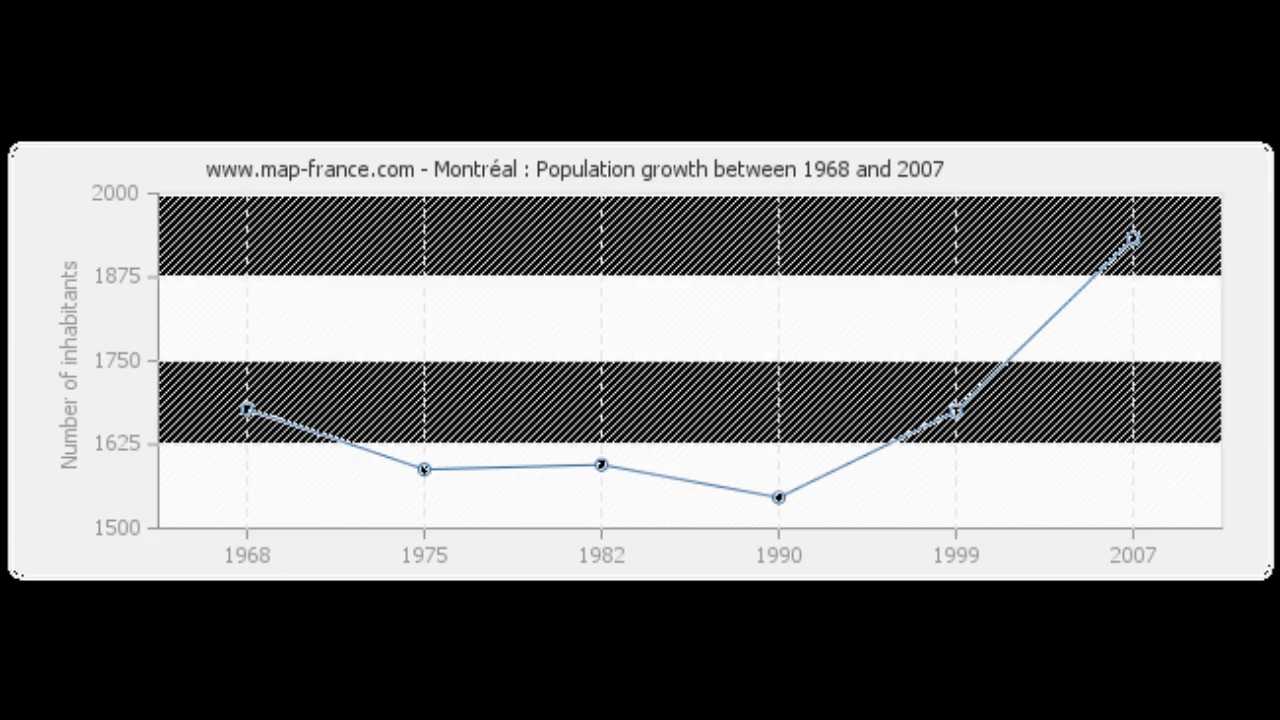 www.map-france.com - Montréal : Population growth between 1968 and 2007
Number of inhabitants
2000
1875
1750
1625
1500
1968 1975 1982 1990 1999 2007